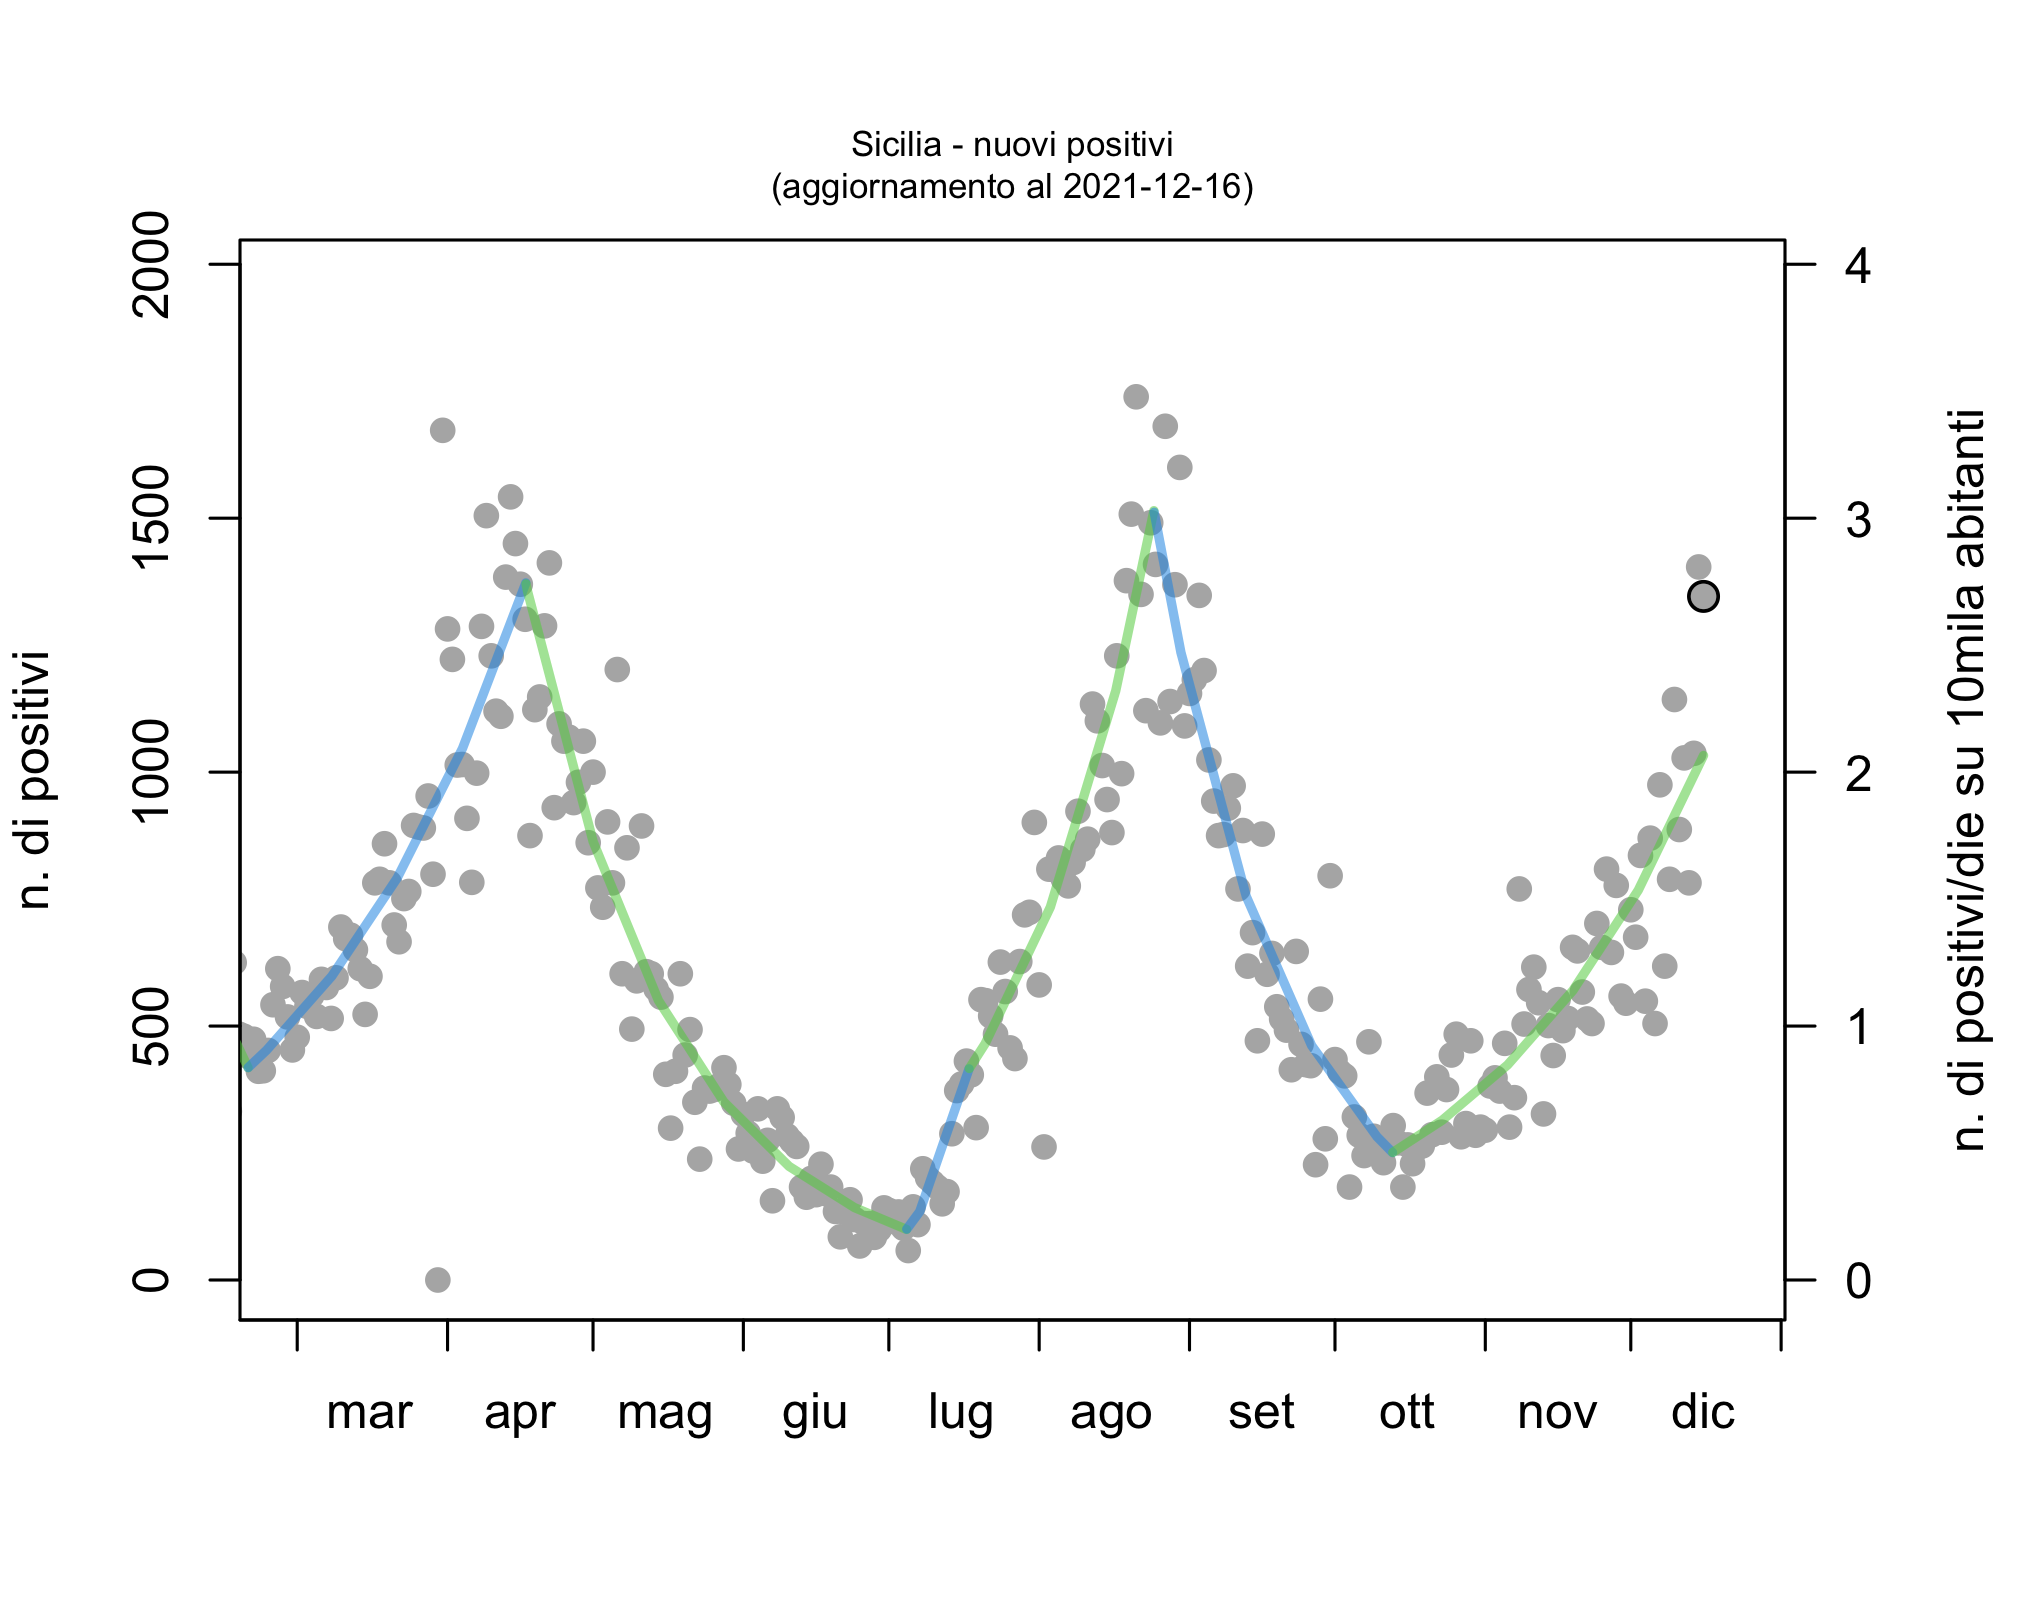 Sicilia - nuovi positivi
(aggiornamento al 2021-12-16)
n. di positivi
2000
1500
1000
500
0
4
3
2
1
0
n. di positivi/die su 10mila abitanti
mar apr mag giu lug ago set ott nov dic